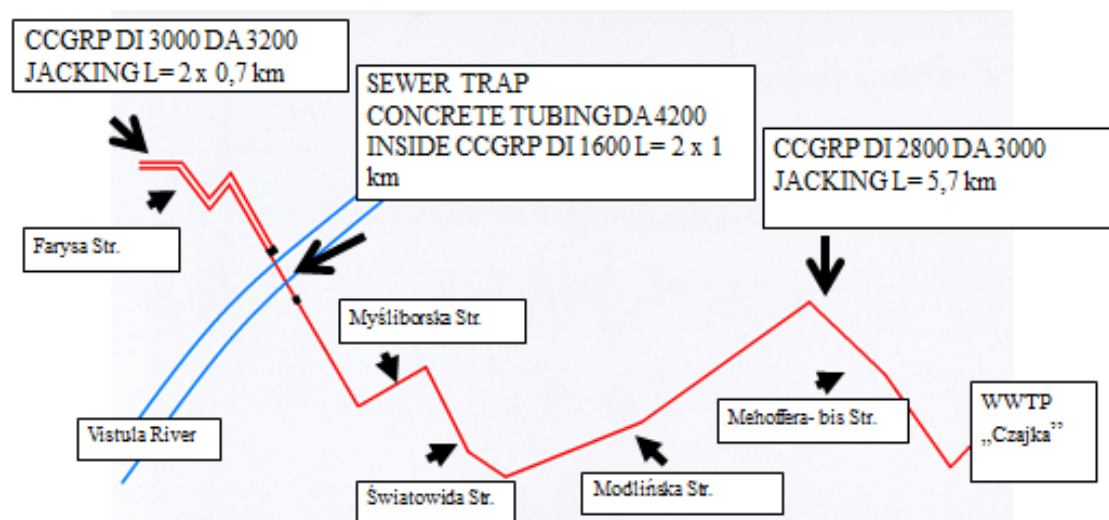 CCGRP DI 3000 DA 3200
JACKING L= 2 x 0,7 km
SEWER TRAP
CONCRETE TUBING DA 4200
INSIDE CCGRP DI 1600 L= 2 x 1
km
CCGRP DI 2800 DA 3000
JACKING L= 5,7 km
Farysa Str.
Myśliborska Str.
Vistula River
Mehoffera- bis Str.
WWTP
„Czajka”
Światowida Str.
Modlińska Str.